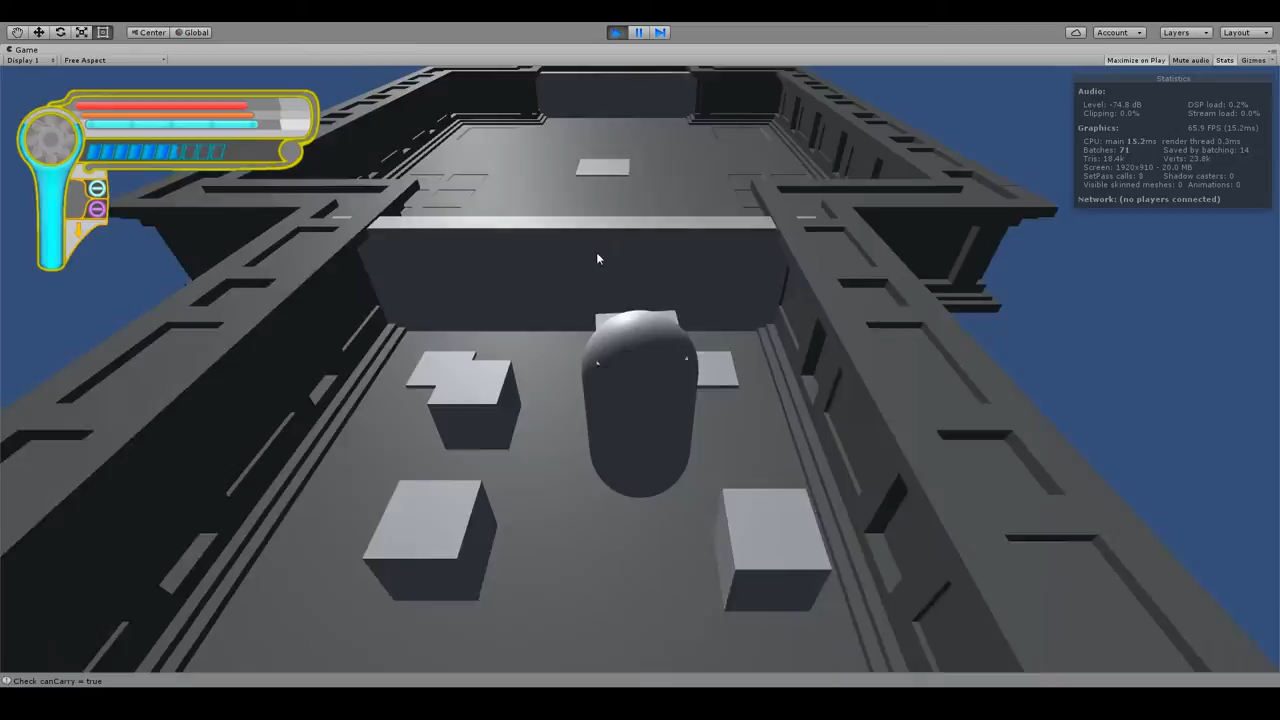 Center Global Account Layers Layout
Game
Display 1 Free Aspect Maximize on Play Mute audio Stats Gizmos
Statistics
Audio:
Level: -74.8 dB DSP load: 0.2%
Clipping: 0.0% Stream load: 0.0%
Graphics: 65.9 FPS (15.2ms)
CPU: main 15.2ms render thread 0.3ms
Batches: 71 Saved by batching: 14
Tris: 18.4k Verts: 23.8k
Screen: 1920x910 - 20.0 MB
SetPass calls: 8 Shadow casters: 0
Visible skinned meshes: 0 Animations: 0
Network: (no players connected)
Check canCarry = true